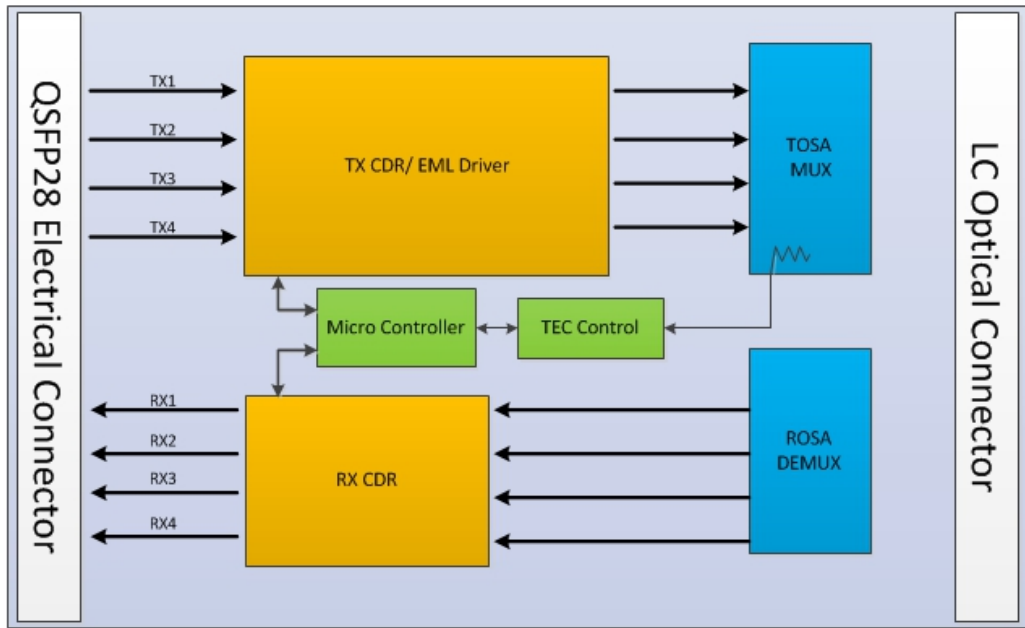 QSFP28 Electrical Connector
TX1
TX2
TX3
TX4
TX CDR/ EML Driver
TOSA
MUX
LC Optical Connector
Micro Controller
TEC Control
RX1
RX2
RX3
RX4
RX CDR
ROSA
DEMUX